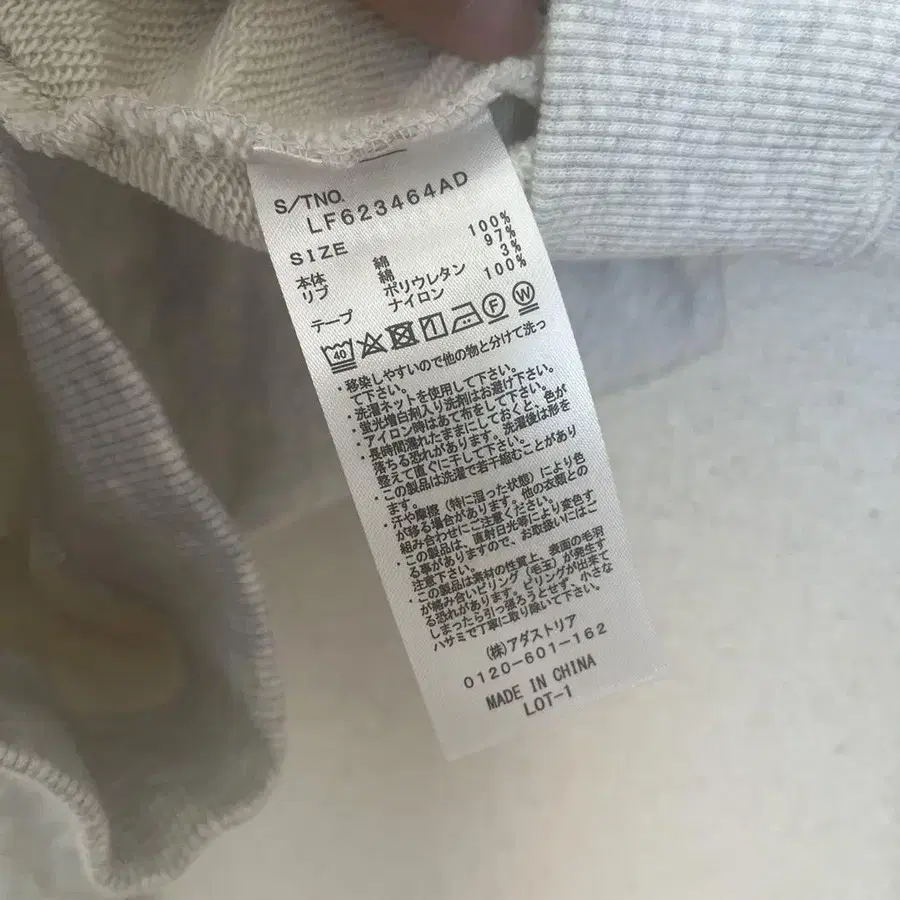 S/TNO.
LF623464AD
SIZE
本体 綿 100%
リブ 綿 97%
ポリウレタン 3%
テープ ナイロン 100%
40 F W
・移染しやすいので他の物と分けて洗っ
て下さい。
・洗濯ネットを使用して下さい。
・蛍光増白剤入り洗剤はお避け下さい。
・アイロン時はあて布をして下さい。
・長時間濡れたままにしておくと、色が
落ちる恐れがあります。洗濯後は形を
整えて直ぐに干して下さい。
・この製品は洗濯で若干縮むことがあり
ます。
・汗や摩擦(特に湿った状態)により色
が移る場合があります。他の衣類との
組み合わせにご注意ください。
・この製品は、直射日光等により変色す
る事がありますので、お取扱いにはご
注意下さい。
・この製品は素材の性質上、表面の毛羽
が絡み合いピリング(毛玉)が発生す
る恐れがあります。ピリングが出来て
しまったら引っ張ろうとせず、小さな
ハサミで丁寧に取り除いて下さい。
(株)アダストリア
0120-601-162
MADE IN CHINA
LOT-1